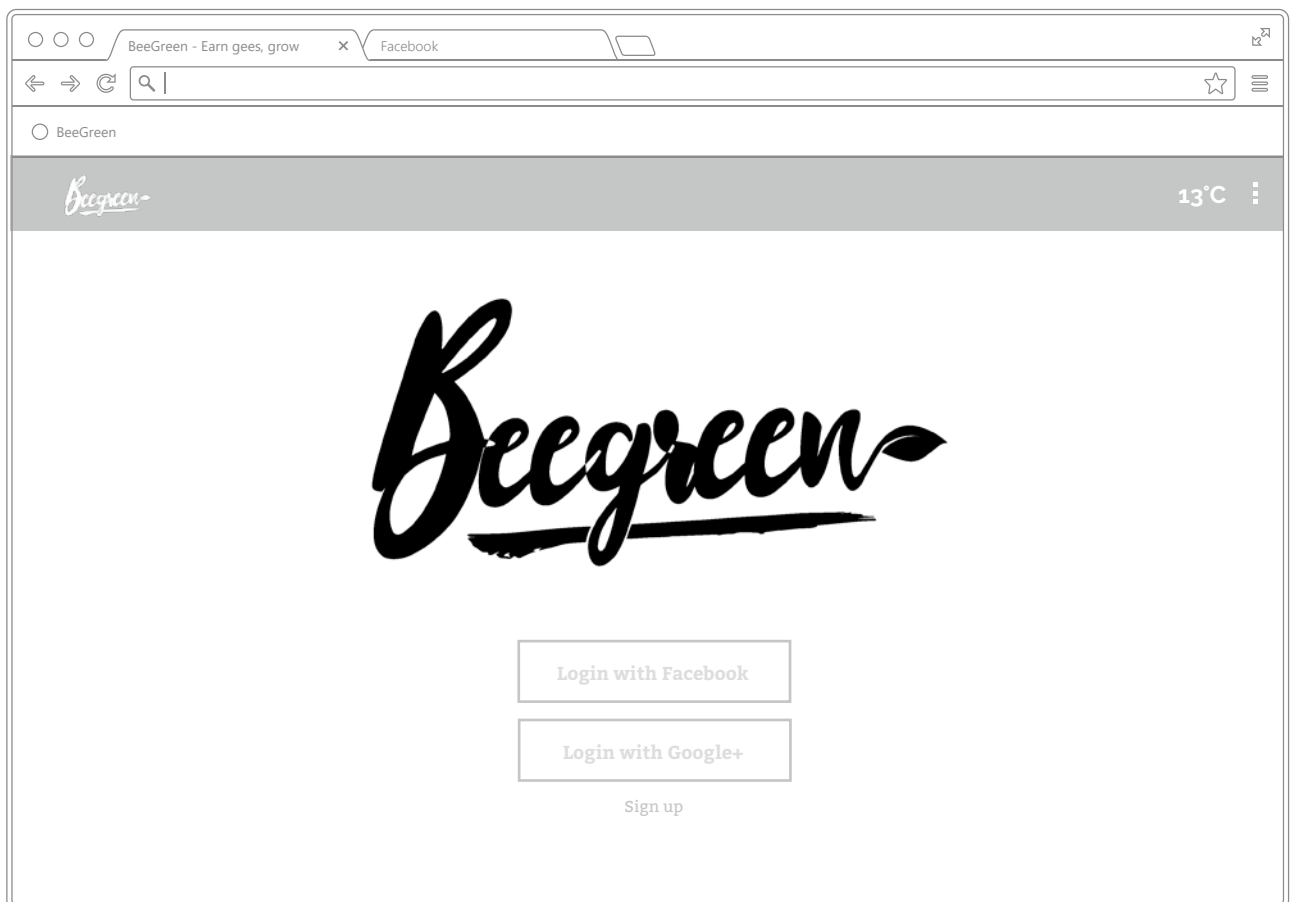 BeeGreen - Earn gees, grow
Facebook
BeeGreen
Beegreen
13°C
Beegreen
Login with Facebook
Login with Google+
Sign up